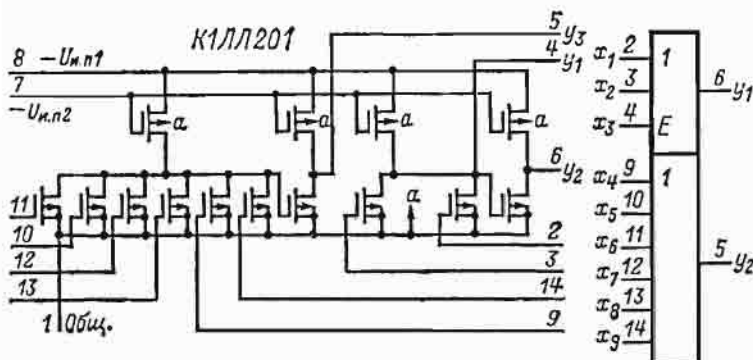 К1ЛЛ201
5 y₃
4 y₁
8 −Uи.п1
7
−Uи.п2
a a a a
6 y₂
a
11
10
12
13
1 Общ.
2
3
14
9
x₁ 2 1
x₂ 3
x₃ 4 E
6 y₁
x₄ 9 1
x₅ 10
x₆ 11
x₇ 12
x₈ 13
x₉ 14
5 y₂